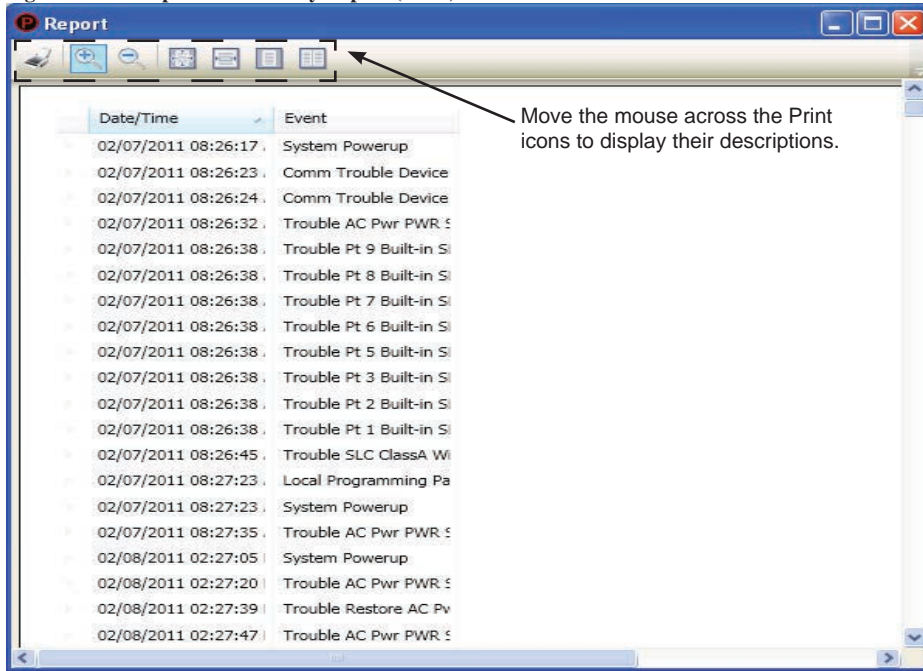 Report
Move the mouse across the Print
icons to display their descriptions.
Date/Time Event
02/07/2011 08:26:17 System Powerup
02/07/2011 08:26:23 Comm Trouble Device
02/07/2011 08:26:24 Comm Trouble Device
02/07/2011 08:26:32 Trouble AC Pwr PWR
02/07/2011 08:26:38 Trouble Pt 9 Built-in
02/07/2011 08:26:38 Trouble Pt 8 Built-in
02/07/2011 08:26:38 Trouble Pt 7 Built-in
02/07/2011 08:26:38 Trouble Pt 6 Built-in
02/07/2011 08:26:38 Trouble Pt 5 Built-in
02/07/2011 08:26:38 Trouble Pt 3 Built-in
02/07/2011 08:26:38 Trouble Pt 2 Built-in
02/07/2011 08:26:38 Trouble Pt 1 Built-in
02/07/2011 08:26:45 Trouble SLC ClassA
02/07/2011 08:27:23 Local Programming Pa
02/07/2011 08:27:23 System Powerup
02/07/2011 08:27:35 Trouble AC Pwr PWR
02/08/2011 02:27:05 System Powerup
02/08/2011 02:27:20 Trouble AC Pwr PWR
02/08/2011 02:27:39 Trouble Restore AC
02/08/2011 02:27:47 Trouble AC Pwr PWR